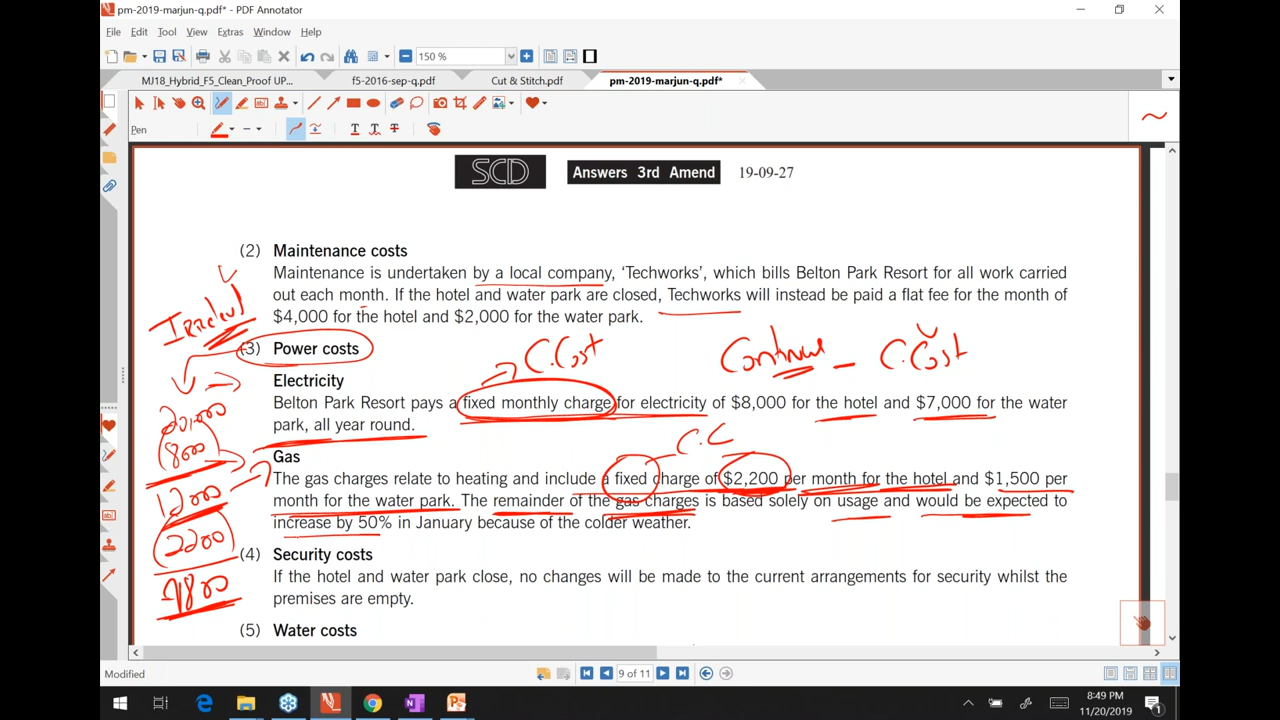 pm-2019-marjun-q.pdf* - PDF Annotator
File Edit Tool View Extras Window Help
150 %
MJ18_Hybrid_F5_Clean_Proof UP... f5-2016-sep-q.pdf Cut & Stitch.pdf pm-2019-marjun-q.pdf*
Pen
SCD Answers 3rd Amend 19-09-27
(2) Maintenance costs
Maintenance is undertaken by a local company, ‘Techworks’, which bills Belton Park Resort for all work carried
out each month. If the hotel and water park are closed, Techworks will instead be paid a flat fee for the month of
$4,000 for the hotel and $2,000 for the water park.
(3) Power costs
C.Cost
Continue - C.Cost
Electricity
Belton Park Resort pays a fixed monthly charge for electricity of $8,000 for the hotel and $7,000 for the water
park, all year round.
C.C
Gas
The gas charges relate to heating and include a fixed charge of $2,200 per month for the hotel and $1,500 per
month for the water park. The remainder of the gas charges is based solely on usage and would be expected to
increase by 50% in January because of the colder weather.
(4) Security costs
If the hotel and water park close, no changes will be made to the current arrangements for security whilst the
premises are empty.
(5) Water costs
Modified
9 of 11
8:49 PM
11/20/2019